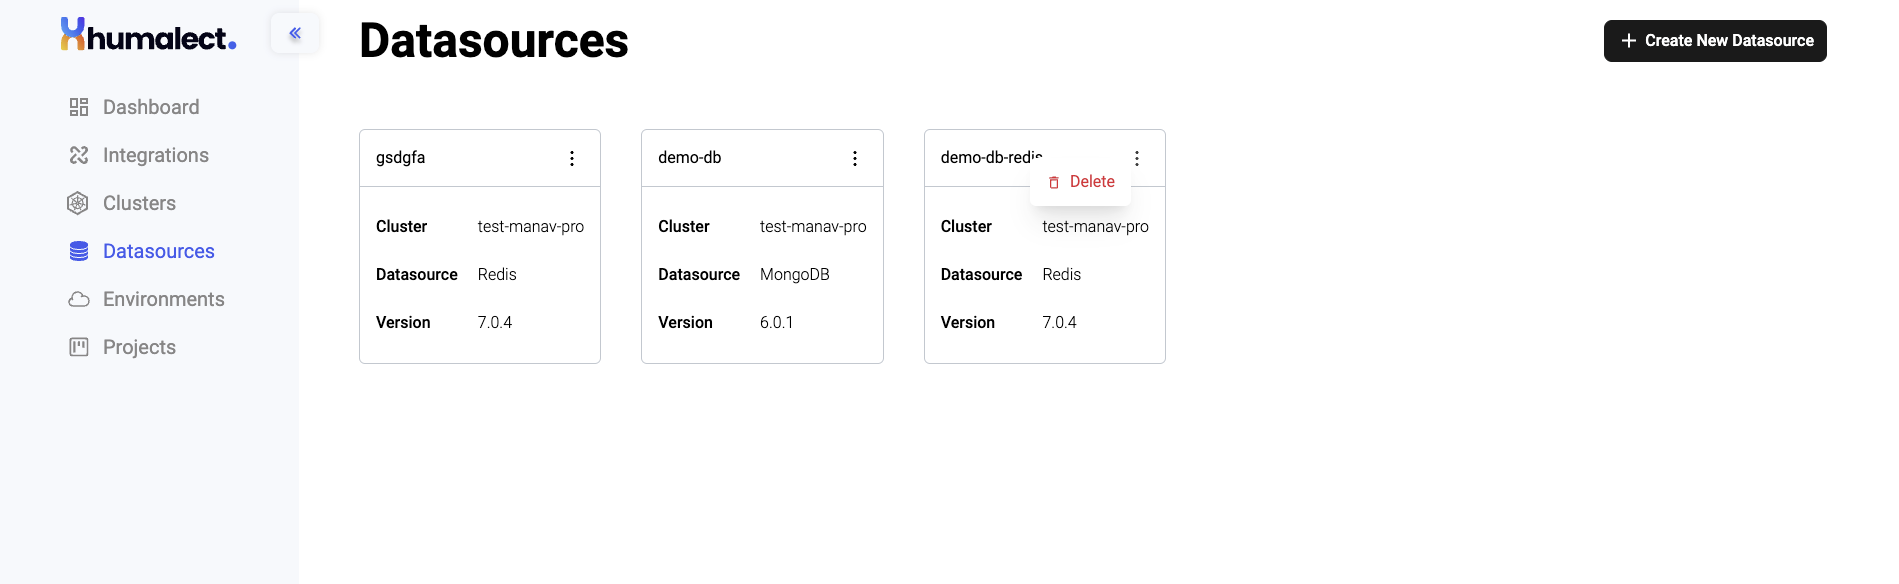 humalect.
Dashboard
Integrations
Clusters
Datasources
Environments
Projects
Datasources
+ Create New Datasource
gsdgfa
Cluster test-manav-pro
Datasource Redis
Version 7.0.4
demo-db
Cluster test-manav-pro
Datasource MongoDB
Version 6.0.1
demo-db-redis
Delete
Cluster test-manav-pro
Datasource Redis
Version 7.0.4